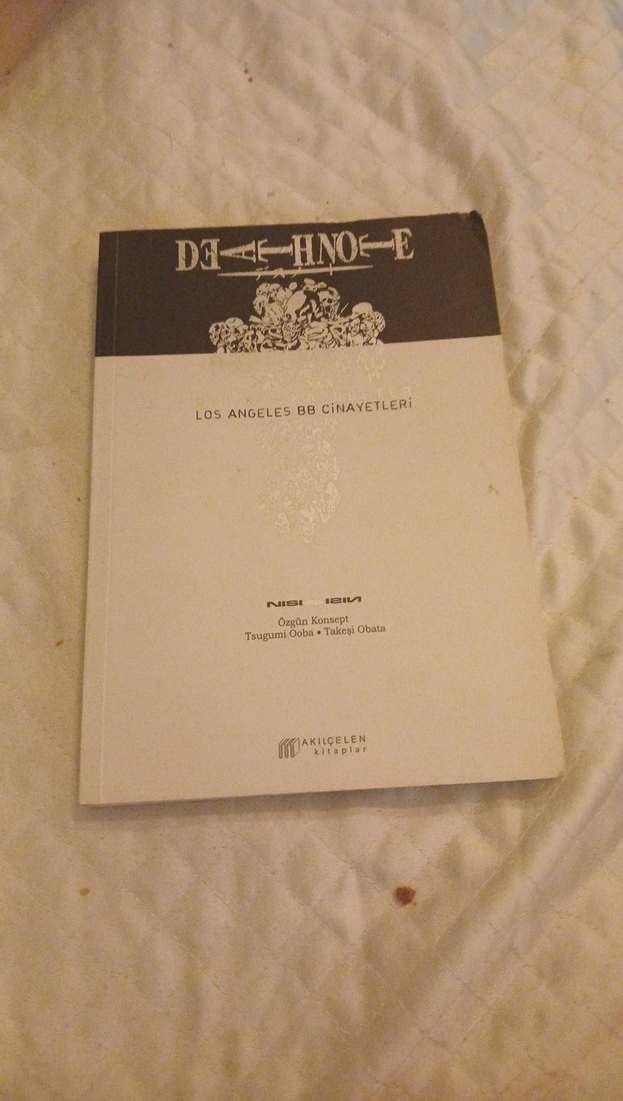 DEATH NOTE
LOS ANGELES BB CİNAYETLERİ
NISIOISIN
Özgün Konsept
Tsugumi Ooba • Takeşi Obata
AKILÇELEN
kitaplar